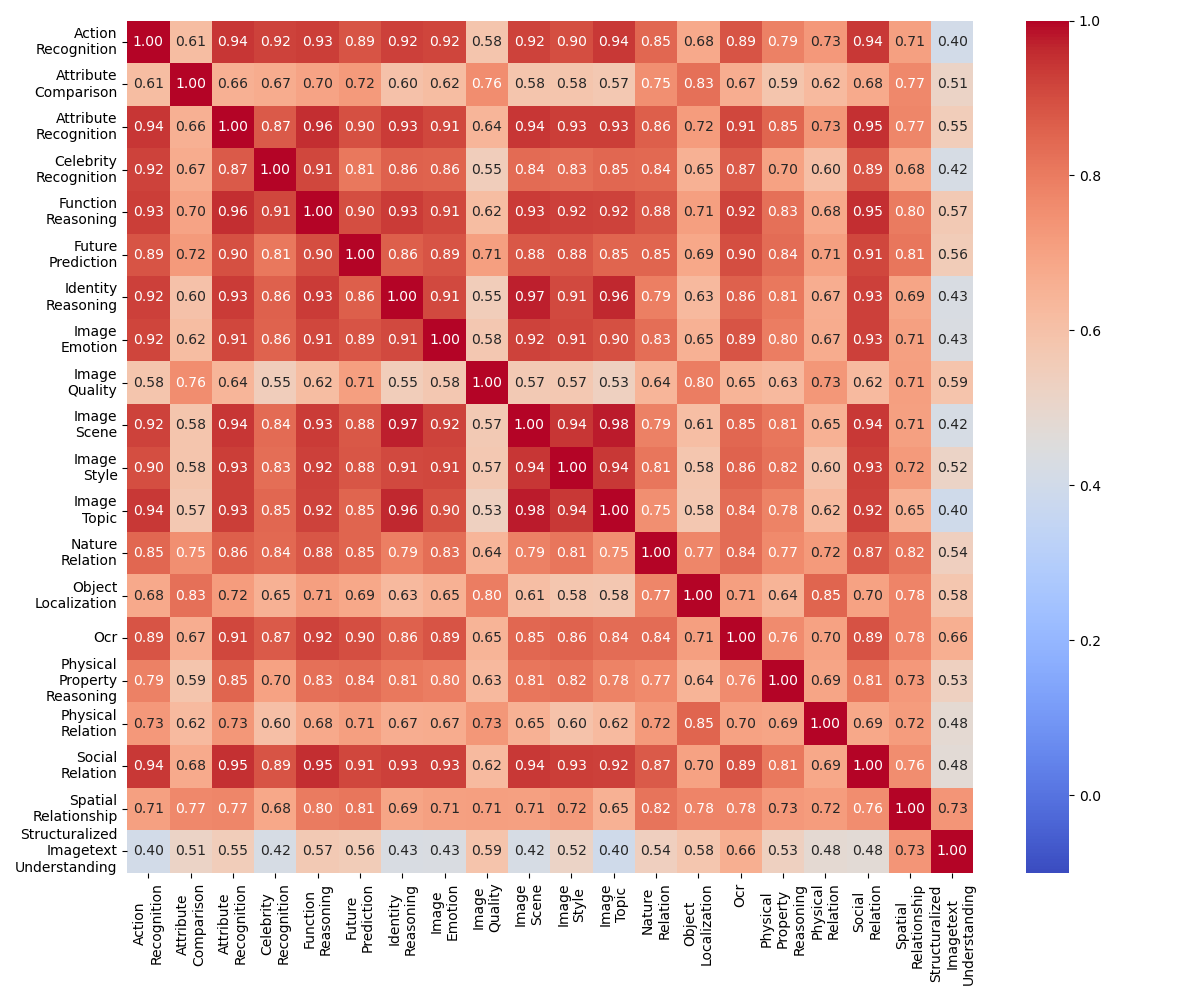 Action
Recognition
1.00 0.61 0.94 0.92 0.93 0.89 0.92 0.92 0.58 0.92 0.90 0.94 0.85 0.68 0.89 0.79 0.73 0.94 0.71 0.40
Attribute
Comparison
0.61 1.00 0.66 0.67 0.70 0.72 0.60 0.62 0.76 0.58 0.58 0.57 0.75 0.83 0.67 0.59 0.62 0.68 0.77 0.51
Attribute
Recognition
0.94 0.66 1.00 0.87 0.96 0.90 0.93 0.91 0.64 0.94 0.93 0.93 0.86 0.72 0.91 0.85 0.73 0.95 0.77 0.55
Celebrity
Recognition
0.92 0.67 0.87 1.00 0.91 0.81 0.86 0.86 0.55 0.84 0.83 0.85 0.84 0.65 0.87 0.70 0.60 0.89 0.68 0.42
Function
Reasoning
0.93 0.70 0.96 0.91 1.00 0.90 0.93 0.91 0.62 0.93 0.92 0.92 0.88 0.71 0.92 0.83 0.68 0.95 0.80 0.57
Future
Prediction
0.89 0.72 0.90 0.81 0.90 1.00 0.86 0.89 0.71 0.88 0.88 0.85 0.85 0.69 0.90 0.84 0.71 0.91 0.81 0.56
Identity
Reasoning
0.92 0.60 0.93 0.86 0.93 0.86 1.00 0.91 0.55 0.97 0.91 0.96 0.79 0.63 0.86 0.81 0.67 0.93 0.69 0.43
Image
Emotion
0.92 0.62 0.91 0.86 0.91 0.89 0.91 1.00 0.58 0.92 0.91 0.90 0.83 0.65 0.89 0.80 0.67 0.93 0.71 0.43
Image
Quality
0.58 0.76 0.64 0.55 0.62 0.71 0.55 0.58 1.00 0.57 0.57 0.53 0.64 0.80 0.65 0.63 0.73 0.62 0.71 0.59
Image
Scene
0.92 0.58 0.94 0.84 0.93 0.88 0.97 0.92 0.57 1.00 0.94 0.98 0.79 0.61 0.85 0.81 0.65 0.94 0.71 0.42
Image
Style
0.90 0.58 0.93 0.83 0.92 0.88 0.91 0.91 0.57 0.94 1.00 0.94 0.81 0.58 0.86 0.82 0.60 0.93 0.72 0.52
Image
Topic
0.94 0.57 0.93 0.85 0.92 0.85 0.96 0.90 0.53 0.98 0.94 1.00 0.75 0.58 0.84 0.78 0.62 0.92 0.65 0.40
Nature
Relation
0.85 0.75 0.86 0.84 0.88 0.85 0.79 0.83 0.64 0.79 0.81 0.75 1.00 0.77 0.84 0.77 0.72 0.87 0.82 0.54
Object
Localization
0.68 0.83 0.72 0.65 0.71 0.69 0.63 0.65 0.80 0.61 0.58 0.58 0.77 1.00 0.71 0.64 0.85 0.70 0.78 0.58
Ocr
0.89 0.67 0.91 0.87 0.92 0.90 0.86 0.89 0.65 0.85 0.86 0.84 0.84 0.71 1.00 0.76 0.70 0.89 0.78 0.66
Physical
Property
Reasoning
0.79 0.59 0.85 0.70 0.83 0.84 0.81 0.80 0.63 0.81 0.82 0.78 0.77 0.64 0.76 1.00 0.69 0.81 0.73 0.53
Physical
Relation
0.73 0.62 0.73 0.60 0.68 0.71 0.67 0.67 0.73 0.65 0.60 0.62 0.72 0.85 0.70 0.69 1.00 0.69 0.72 0.48
Social
Relation
0.94 0.68 0.95 0.89 0.95 0.91 0.93 0.93 0.62 0.94 0.93 0.92 0.87 0.70 0.89 0.81 0.69 1.00 0.76 0.48
Spatial
Relationship
0.71 0.77 0.77 0.68 0.80 0.81 0.69 0.71 0.71 0.71 0.72 0.65 0.82 0.78 0.78 0.73 0.72 0.76 1.00 0.73
Structuralized
Imagetext
Understanding
0.40 0.51 0.55 0.42 0.57 0.56 0.43 0.43 0.59 0.42 0.52 0.40 0.54 0.58 0.66 0.53 0.48 0.48 0.73 1.00
Action
Recognition
Attribute
Comparison
Attribute
Recognition
Celebrity
Recognition
Function
Reasoning
Future
Prediction
Identity
Reasoning
Image
Emotion
Image
Quality
Image
Scene
Image
Style
Image
Topic
Nature
Relation
Object
Localization
Ocr
Physical
Property
Reasoning
Physical
Relation
Social
Relation
Spatial
Relationship
Structuralized
Imagetext
Understanding
1.0
0.8
0.6
0.4
0.2
0.0